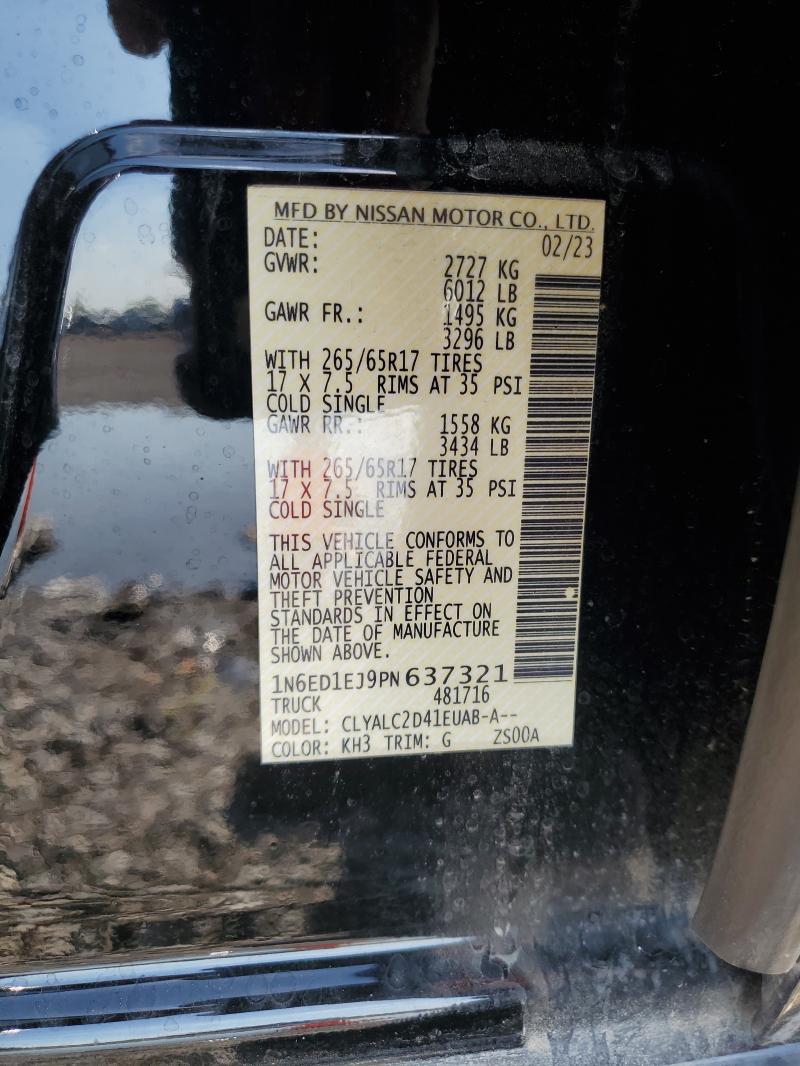 MFD BY NISSAN MOTOR CO., LTD.
DATE: 02/23
GVWR: 2727 KG
6012 LB
GAWR FR.: 1495 KG
3296 LB
WITH 265/65R17 TIRES
17 X 7.5 RIMS AT 35 PSI
COLD SINGLE
GAWR RR.: 1558 KG
3434 LB
WITH 265/65R17 TIRES
17 X 7.5 RIMS AT 35 PSI
COLD SINGLE
THIS VEHICLE CONFORMS TO
ALL APPLICABLE FEDERAL
MOTOR VEHICLE SAFETY AND
THEFT PREVENTION
STANDARDS IN EFFECT ON
THE DATE OF MANUFACTURE
SHOWN ABOVE.
1N6ED1EJ9PN637321
TRUCK 481716
MODEL: CLYALC2D41EUAB-A--
COLOR: KH3 TRIM: G ZS00A